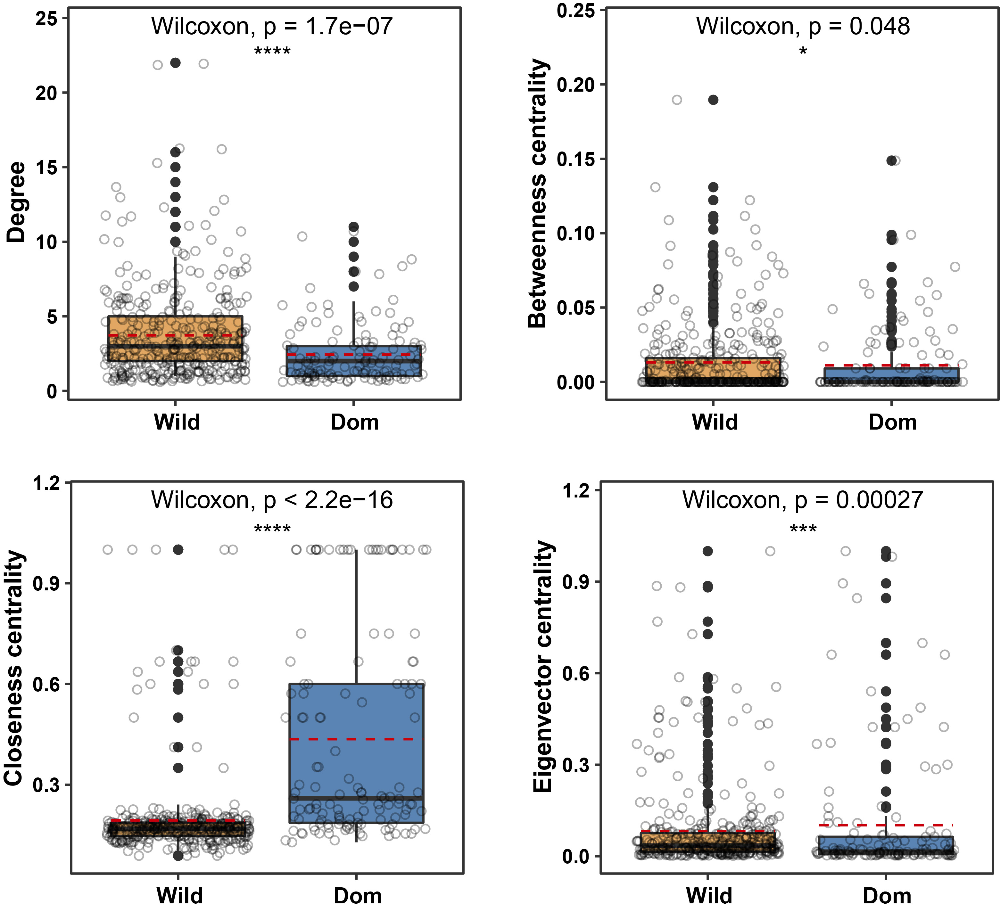 Wilcoxon, p = 1.7e−07
****
Degree
25
20
15
10
5
0
Wild
Dom
Wilcoxon, p = 0.048
*
Betweenness centrality
0.25
0.20
0.15
0.10
0.05
0.00
Wild
Dom
Wilcoxon, p < 2.2e−16
****
Closeness centrality
1.2
0.9
0.6
0.3
Wild
Dom
Wilcoxon, p = 0.00027
***
Eigenvector centrality
1.2
0.9
0.6
0.3
0.0
Wild
Dom